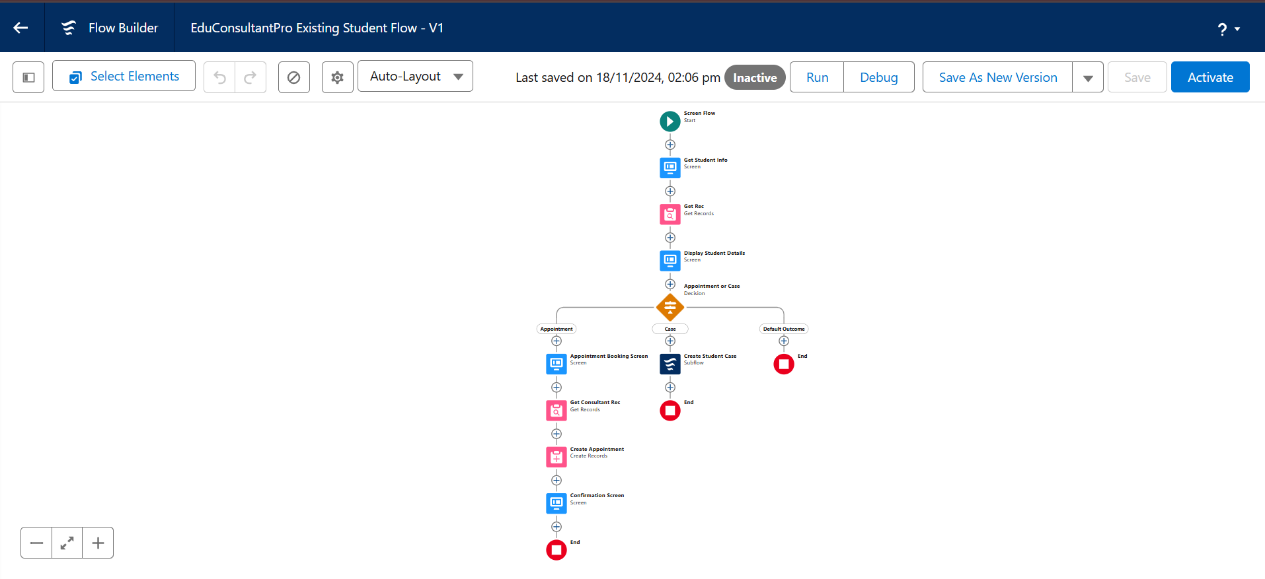 Flow Builder
EduConsultantPro Existing Student Flow - V1
?
Select Elements
Auto-Layout
Last saved on 18/11/2024, 02:06 pm
Inactive
Run
Debug
Save As New Version
Save
Activate
Screen Flow
Start
Get Student Info
Screen
Get Rec
Get Records
Display Student Details
Screen
Appointment or Case
Decision
Appointment
Case
Default Outcome
Appointment Booking Screen
Screen
Create Student Case
Subflow
End
Get Consultant Rec
Get Records
End
Create Appointment
Create Records
Confirmation Screen
Screen
End